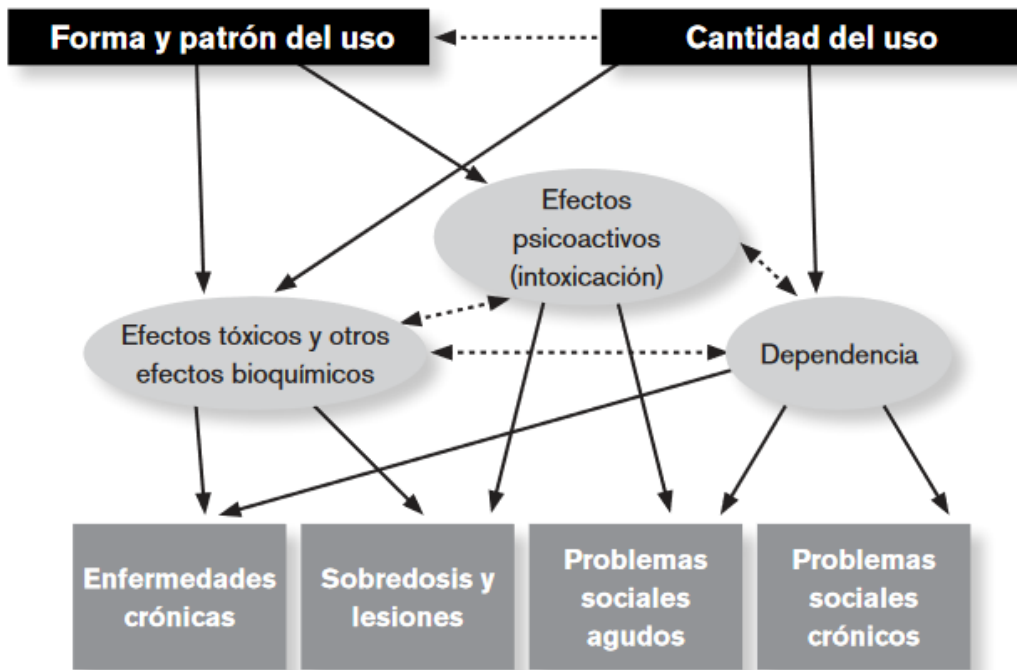 Forma y patrón del uso
Cantidad del uso
Efectos
psicoactivos
(intoxicación)
Efectos tóxicos y otros
efectos bioquímicos
Dependencia
Enfermedades
crónicas
Sobredosis y
lesiones
Problemas
sociales
agudos
Problemas
sociales
crónicos